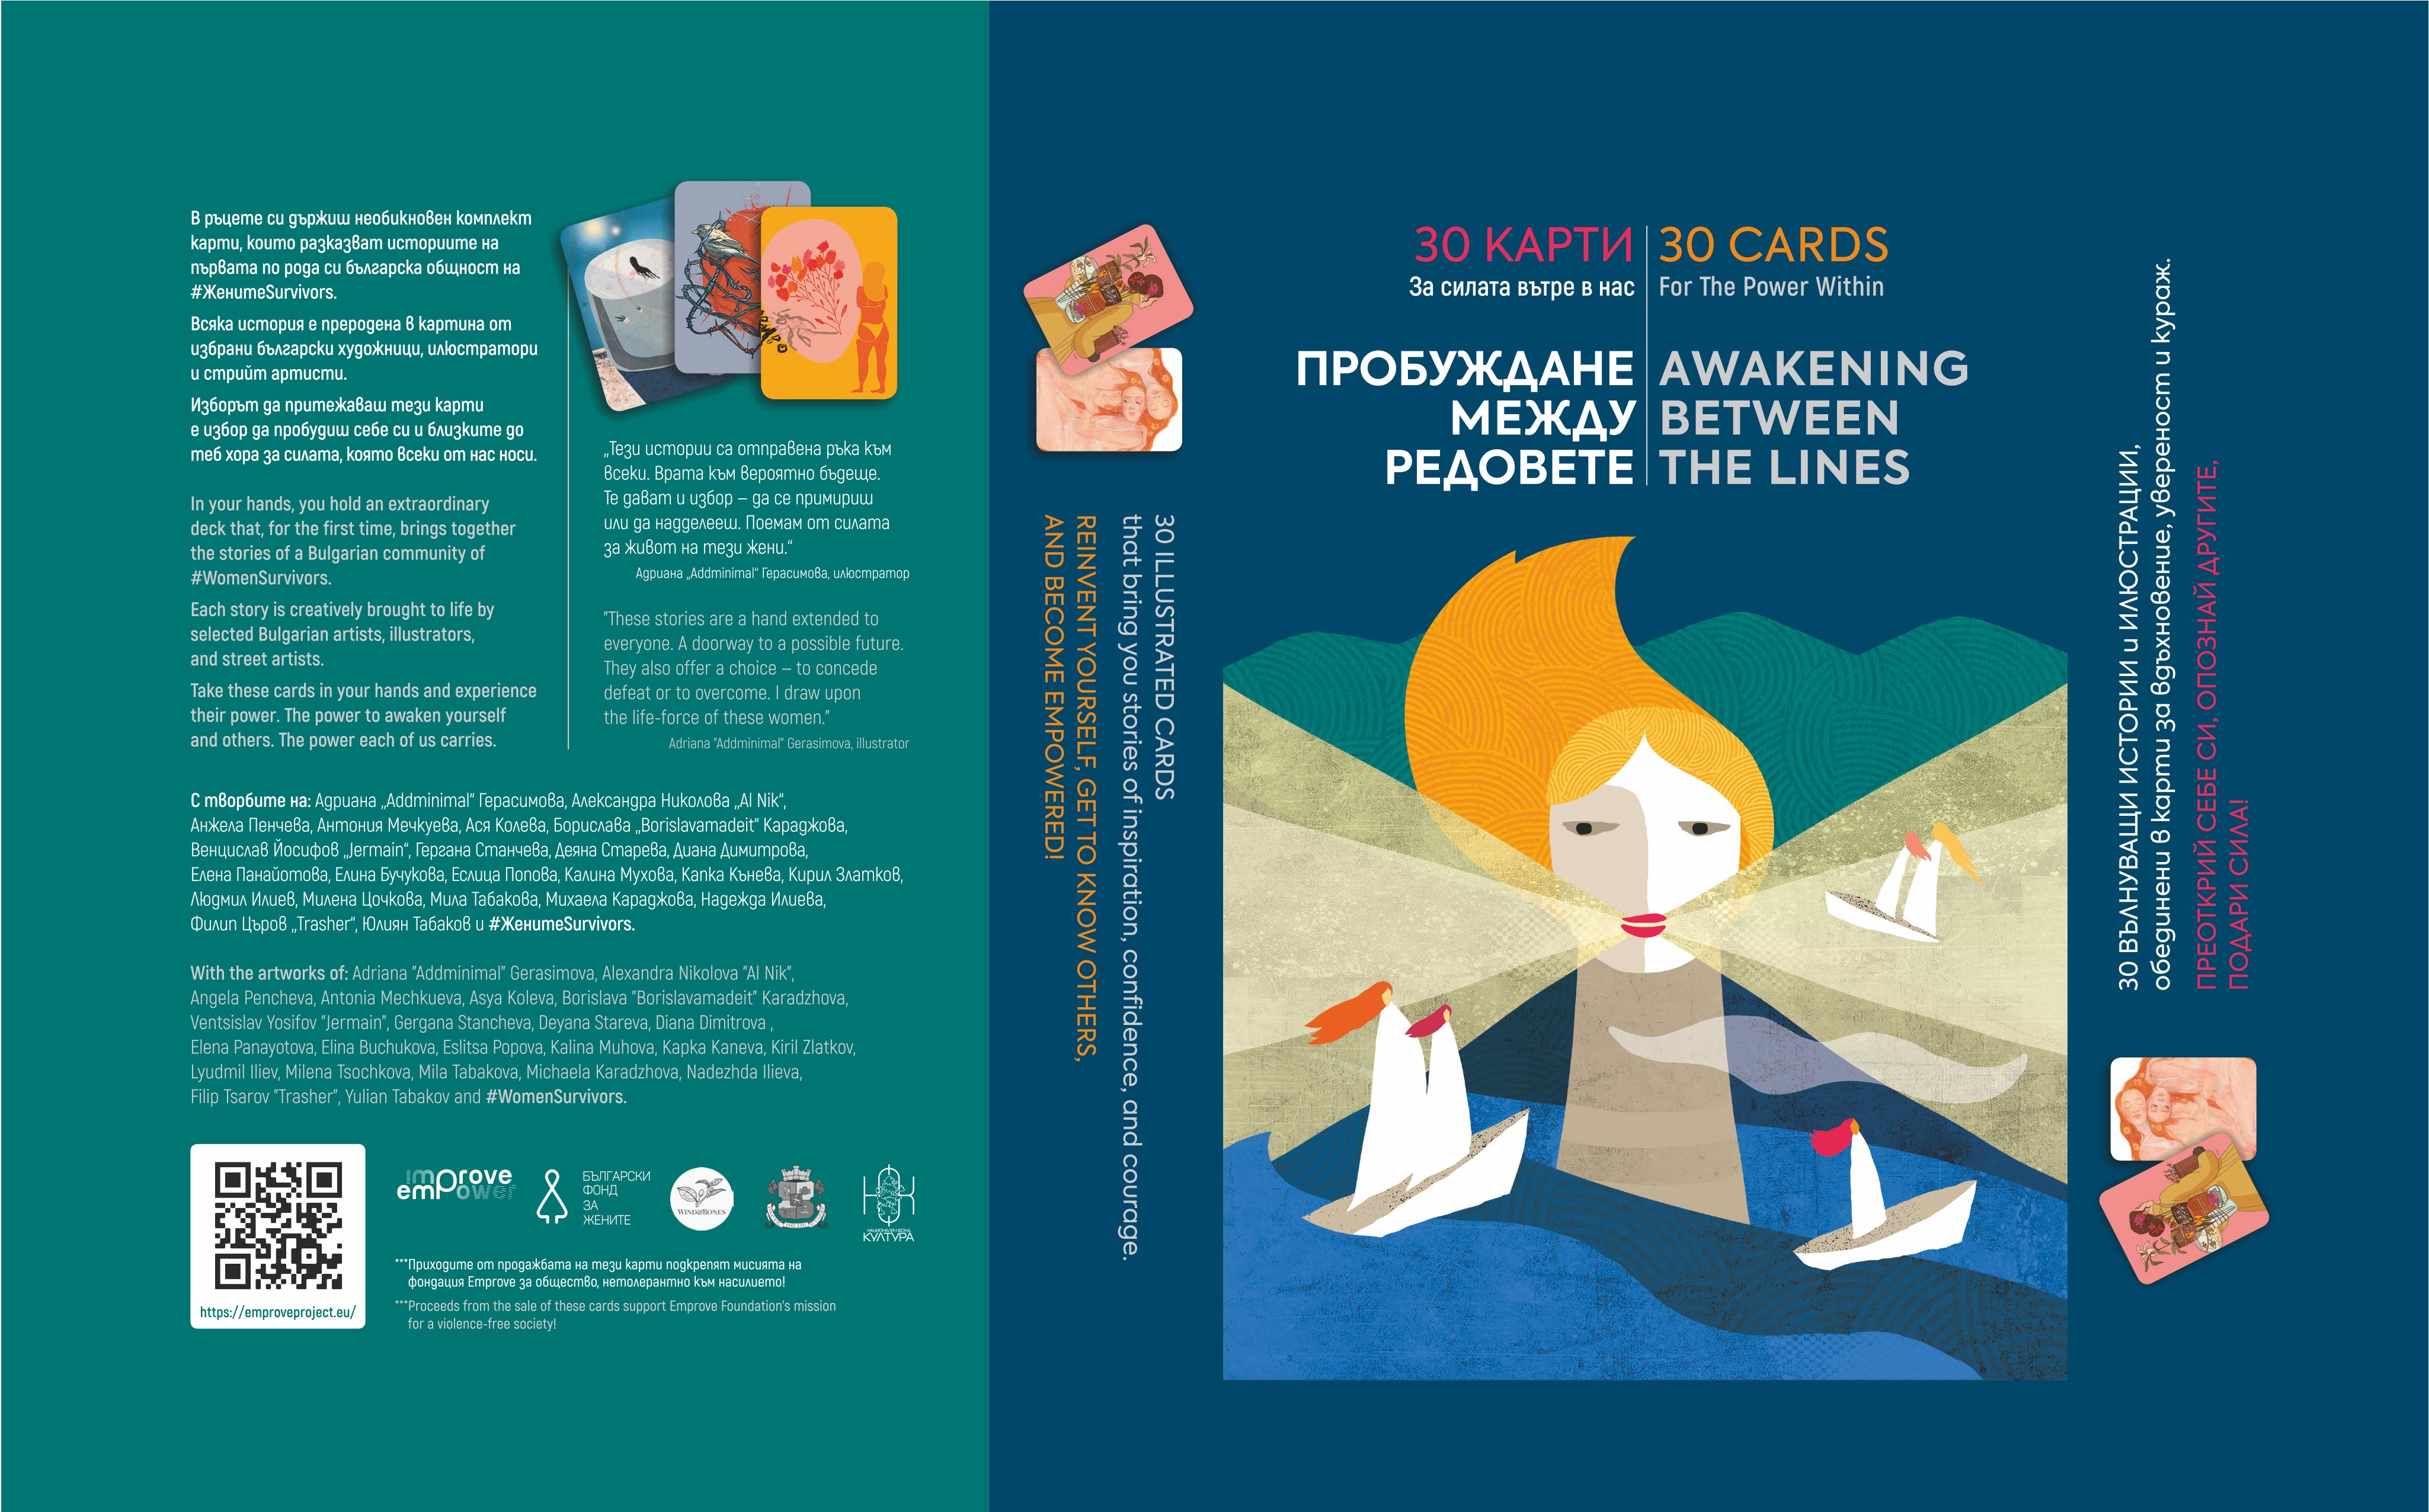 В ръцете си държиш необикновен комплект
карти, които разказват историите на
първата по рода си българска общност на
#ЖенитеSurvivors.
Всяка история е преродена в картина от
избрани български художници, илюстратори
и стрийт артисти.
Изборът да притежаваш тези карти
е избор да пробудиш себе си и близките до
теб хора за силата, която всеки от нас носи.
In your hands, you hold an extraordinary
deck that, for the first time, brings together
the stories of a Bulgarian community of
#WomenSurvivors.
Each story is creatively brought to life by
selected Bulgarian artists, illustrators,
and street artists.
Take these cards in your hands and experience
their power. The power to awaken yourself
and others. The power each of us carries.
„Тези истории са отправена ръка към
всеки. Врата към вероятно бъдеще.
Те дават и избор – да се примириш
или да надделееш. Поемам от силата
за живот на тези жени.“
Адриана „Addminimal“ Герасимова, илюстратор
"These stories are a hand extended to
everyone. A doorway to a possible future.
They also offer a choice – to concede
defeat or to overcome. I draw upon
the life-force of these women."
Adriana "Addminimal" Gerasimova, illustrator
С творбите на: Адриана „Addminimal“ Герасимова, Александра Николова „Al Nik“,
Анжела Пенчева, Антония Мечкуева, Ася Колева, Борислава „Borislavamadeit“ Караджова,
Венцислав Йосифов „Jermain“, Гергана Станчева, Деяна Старева, Диана Димитрова,
Елена Панайотова, Елина Бучукова, Еслица Попова, Калина Мухова, Капка Кънева, Кирил Златков,
Людмил Илиев, Милена Цочкова, Мила Табакова, Михаела Караджова, Надежда Илиева,
Филип Църов „Trasher“, Юлиян Табаков и #ЖенитеSurvivors.
With the artworks of: Adriana "Addminimal" Gerasimova, Alexandra Nikolova "Al Nik",
Angela Pencheva, Antonia Mechkueva, Asya Koleva, Borislava "Borislavamadeit" Karadzhova,
Ventsislav Yosifov "Jermain", Gergana Stancheva, Deyana Stareva, Diana Dimitrova ,
Elena Panayotova, Elina Buchukova, Eslitsa Popova, Kalina Muhova, Kapka Kaneva, Kiril Zlatkov,
Lyudmil Iliev, Milena Tsochkova, Mila Tabakova, Michaela Karadzhova, Nadezhda Ilieva,
Filip Tsarov "Trasher", Yulian Tabakov and #WomenSurvivors.
https://emproveproject.eu/
improve
empower
БЪЛГАРСКИ
ФОНД
ЗА
ЖЕНИТЕ
WIND&BONES
НФК
НАЦИОНАЛЕН ФОНД
КУЛТУРА
***Приходите от продажбата на тези карти подкрепят мисията на
фондация Emprove за общество, нетолерантно към насилието!
***Proceeds from the sale of these cards support Emprove Foundation's mission
for a violence-free society!
30 ILLUSTRATED CARDS
that bring you stories of inspiration, confidence, and courage.
REINVENT YOURSELF, GET TO KNOW OTHERS,
AND BECOME EMPOWERED!
30 КАРТИ
За силата вътре в нас
ПРОБУЖДАНЕ
МЕЖДУ
РЕДОВЕТЕ
30 CARDS
For The Power Within
AWAKENING
BETWEEN
THE LINES
30 ВЪЛНУВАЩИ ИСТОРИИ и ИЛЮСТРАЦИИ,
обединени в карти за вдъхновение, увереност и кураж.
ПРЕОТКРИЙ СЕБЕ СИ, ОПОЗНАЙ ДРУГИТЕ,
ПОДАРИ СИЛА!